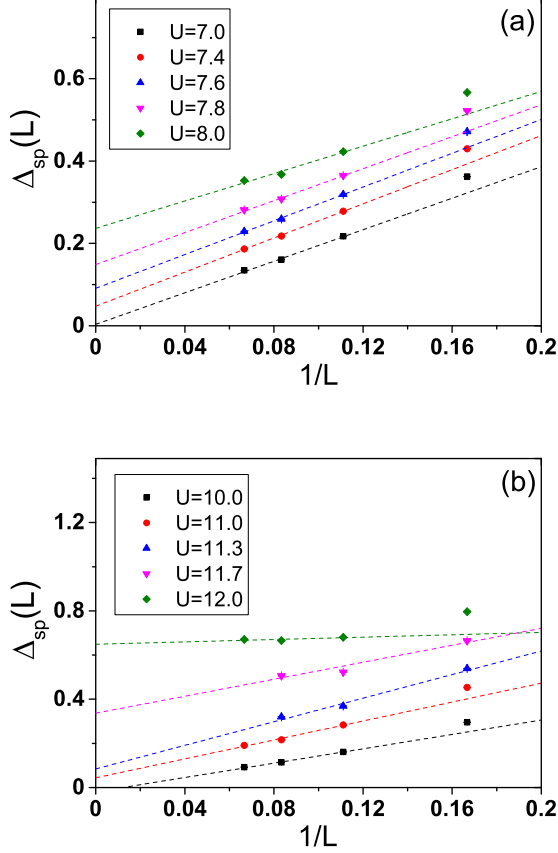 (a)
U=7.0
U=7.4
U=7.6
U=7.8
U=8.0
Δsp(L)
0.6
0.4
0.2
0
0 0.04 0.08 0.12 0.16 0.2
1/L
(b)
U=10.0
U=11.0
U=11.3
U=11.7
U=12.0
Δsp(L)
1.2
0.8
0.4
0
0 0.04 0.08 0.12 0.16 0.2
1/L